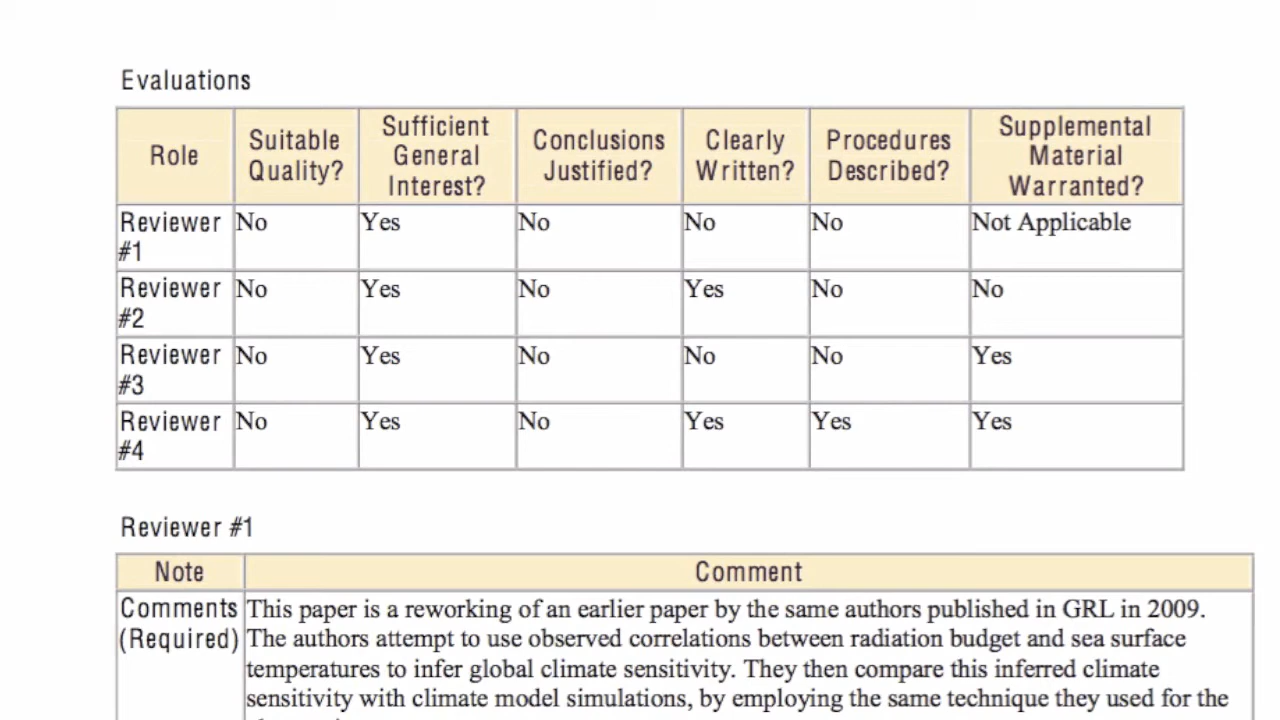 Evaluations
Role Suitable Quality? Sufficient General Interest? Conclusions Justified? Clearly Written? Procedures Described? Supplemental Material Warranted?
Reviewer #1 No Yes No No No Not Applicable
Reviewer #2 No Yes No Yes No No
Reviewer #3 No Yes No No No Yes
Reviewer #4 No Yes No Yes Yes Yes
Reviewer #1
Note Comment
Comments (Required) This paper is a reworking of an earlier paper by the same authors published in GRL in 2009.
The authors attempt to use observed correlations between radiation budget and sea surface
temperatures to infer global climate sensitivity. They then compare this inferred climate
sensitivity with climate model simulations, by employing the same technique they used for the